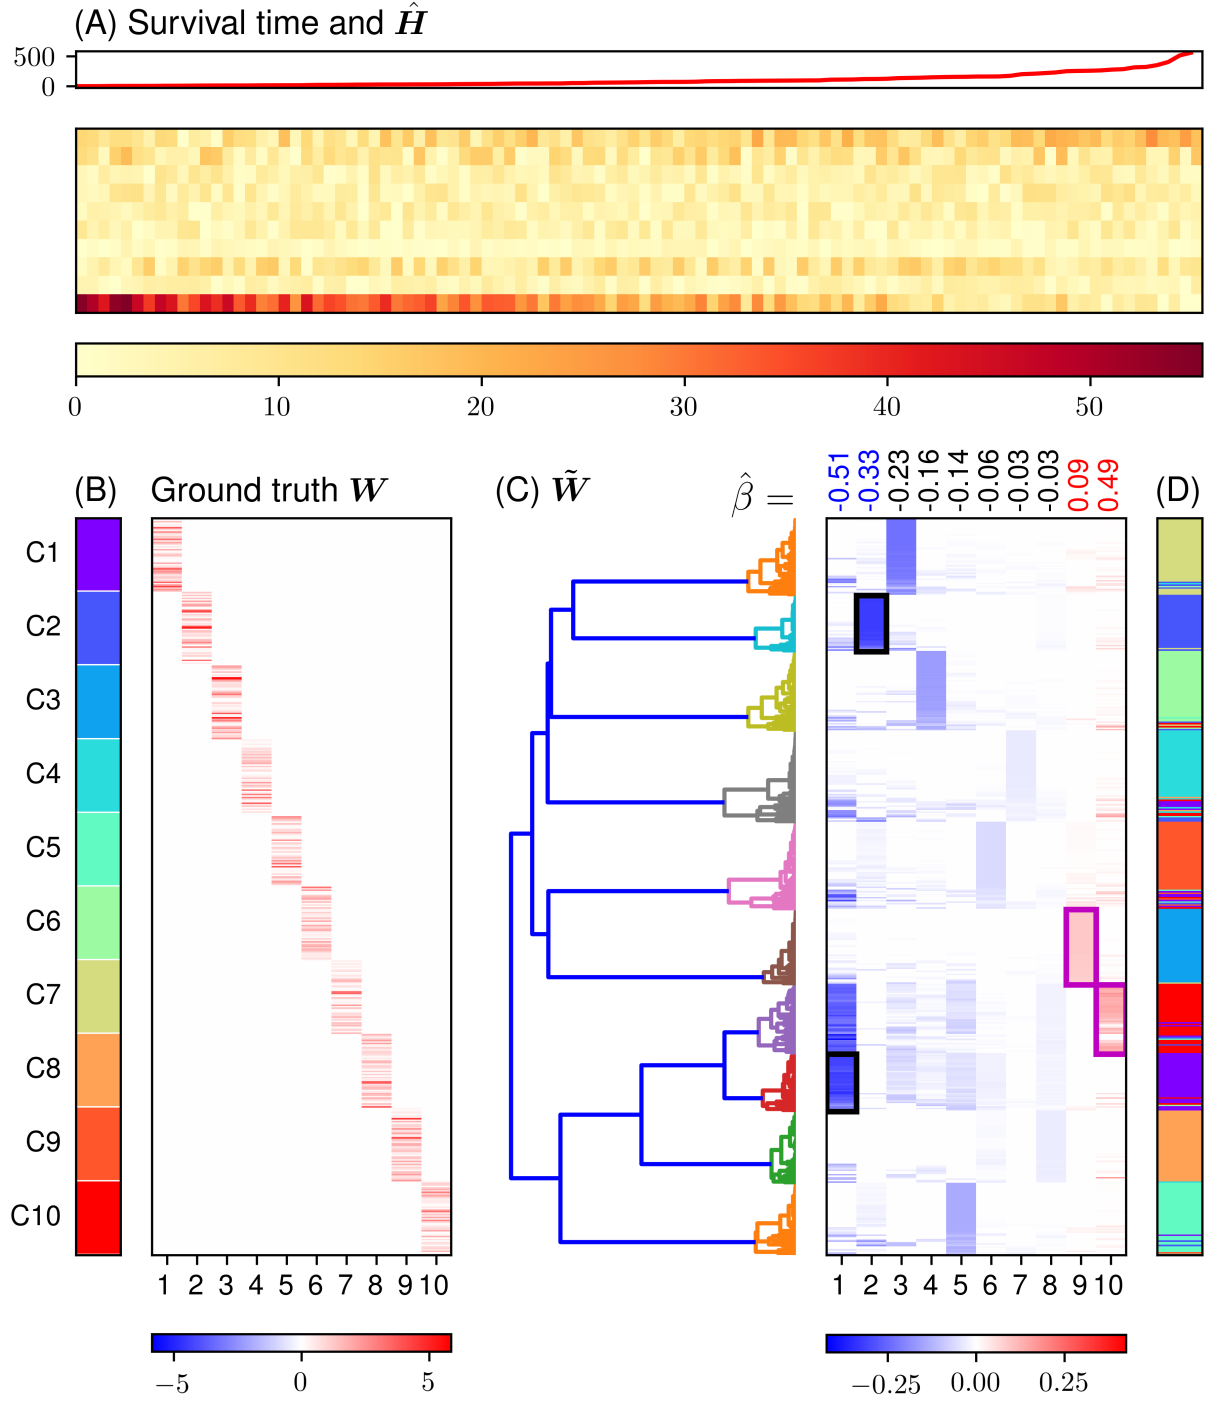 (A) Survival time and Ĥ
500
0
0 10 20 30 40 50
(B) Ground truth W
(C) W̃
β̂ =
-0.51 -0.33 -0.23 -0.16 -0.14 -0.06 -0.03 -0.03 0.09 0.49
(D)
C1
C2
C3
C4
C5
C6
C7
C8
C9
C10
1 2 3 4 5 6 7 8 9 10
1 2 3 4 5 6 7 8 9 10
−5 0 5
−0.25 0.00 0.25